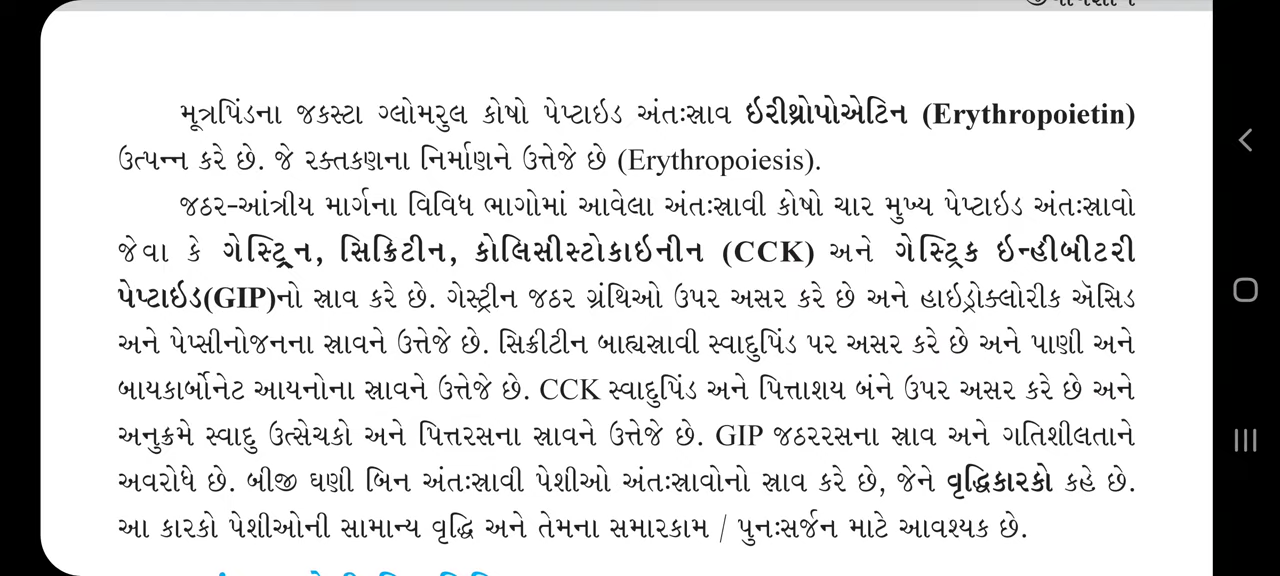 મૂત્રપિંડના જકસ્ટા ગ્લોમરુલ કોષો પેપ્ટાઇડ અંતઃસ્રાવ ઇરીથ્રોપોએટિન (Erythropoietin)
ઉત્પન્ન કરે છે. જે રક્તકણના નિર્માણને ઉત્તેજે છે (Erythropoiesis).
જઠર-આંત્રીય માર્ગના વિવિધ ભાગોમાં આવેલા અંતઃસ્રાવી કોષો ચાર મુખ્ય પેપ્ટાઇડ અંતઃસ્રાવો
જેવા કે ગેસ્ટ્રિન, સિક્રિટીન, કોલિસીસ્ટોકાઇનીન (CCK) અને ગેસ્ટ્રિક ઇન્હીબીટરી
પેપ્ટાઇડ(GIP)નો સ્રાવ કરે છે. ગેસ્ટ્રીન જઠર ગ્રંથિઓ ઉપર અસર કરે છે અને હાઇડ્રોક્લોરીક ઍસિડ
અને પેપ્સીનોજનના સ્રાવને ઉત્તેજે છે. સિક્રીટીન બાહ્યસ્રાવી સ્વાદુપિંડ પર અસર કરે છે અને પાણી અને
બાયકાર્બોનેટ આયનોના સ્રાવને ઉત્તેજે છે. CCK સ્વાદુપિંડ અને પિત્તાશય બંને ઉપર અસર કરે છે અને
અનુક્રમે સ્વાદુ ઉત્સેચકો અને પિત્તરસના સ્રાવને ઉત્તેજે છે. GIP જઠરરસના સ્રાવ અને ગતિશીલતાને
અવરોધે છે. બીજી ઘણી બિન અંતઃસ્રાવી પેશીઓ અંતઃસ્રાવોનો સ્રાવ કરે છે, જેને વૃદ્ધિકારકો કહે છે.
આ કારકો પેશીઓની સામાન્ય વૃદ્ધિ અને તેમના સમારકામ / પુનઃસર્જન માટે આવશ્યક છે.